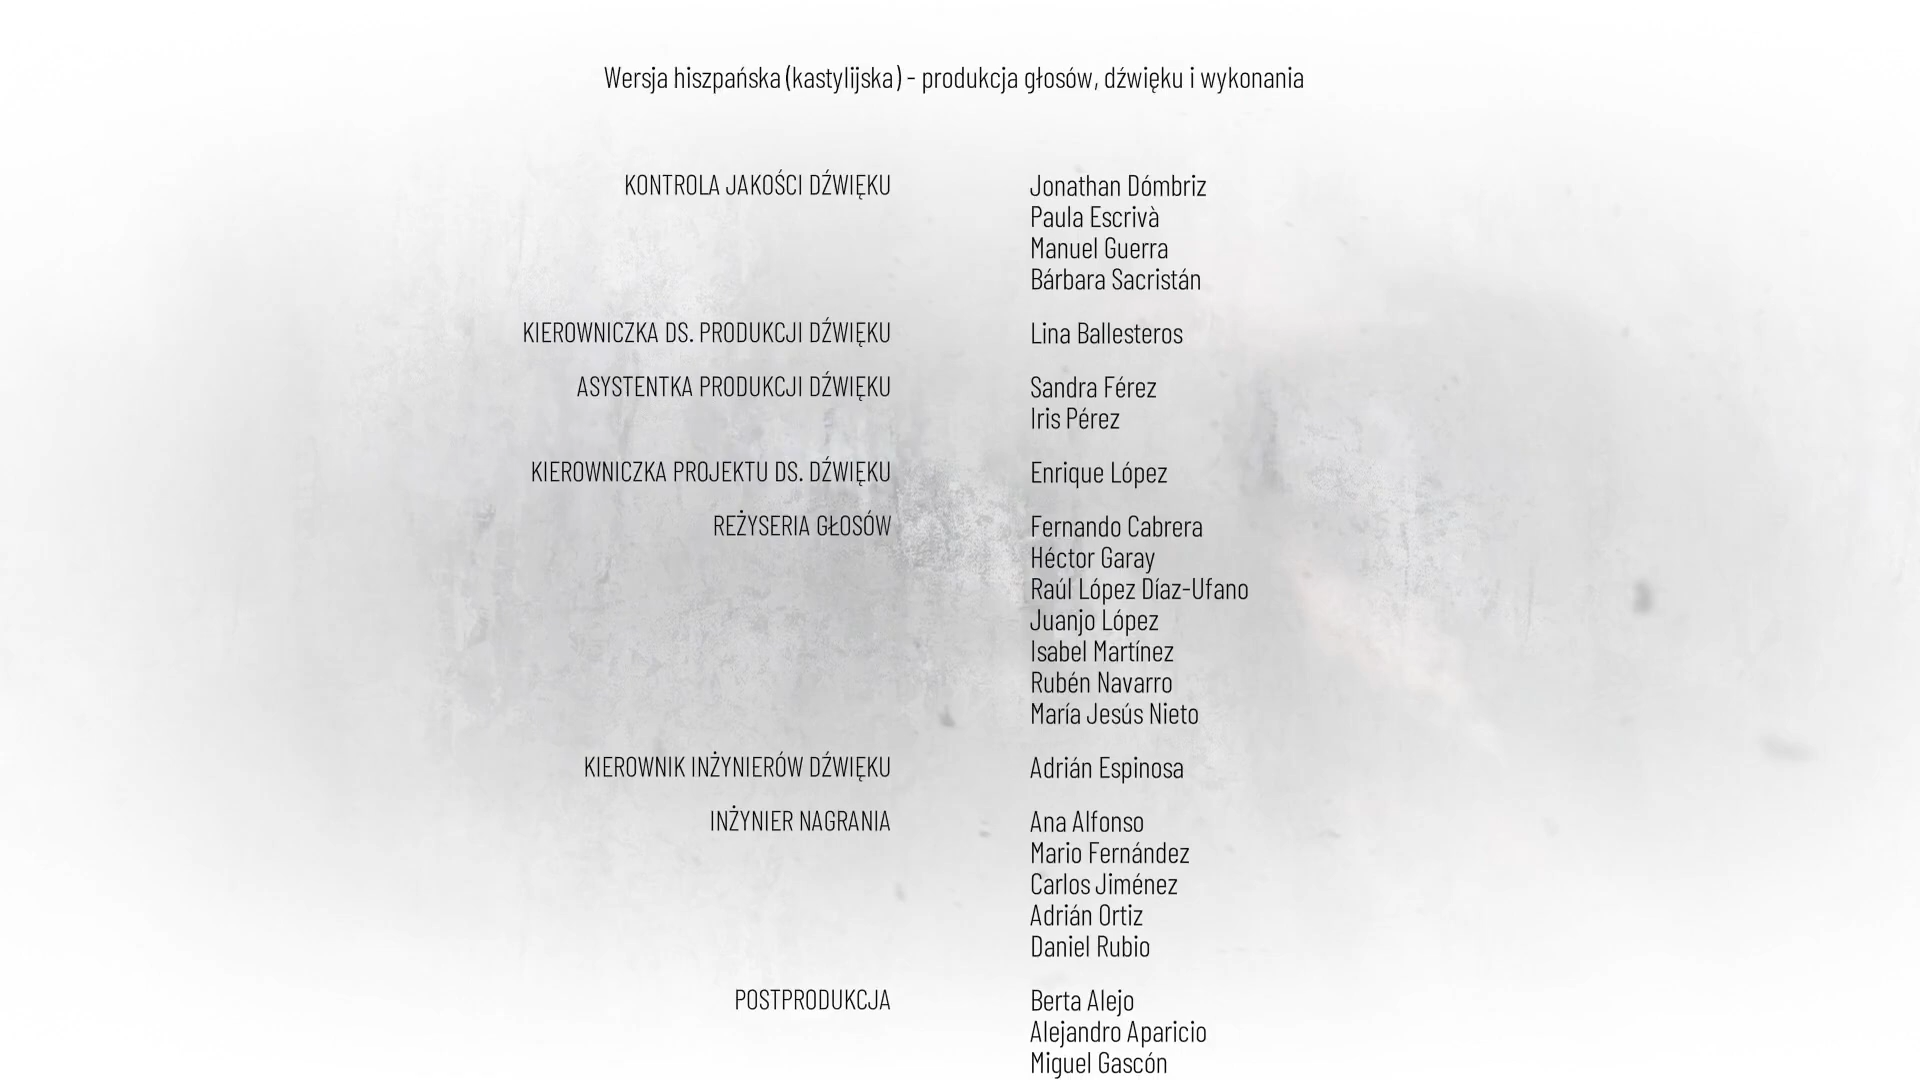 Wersja hiszpańska (kastylijska) - produkcja głosów, dźwięku i wykonania
KONTROLA JAKOŚCI DŹWIĘKU Jonathan Dómbriz
Paula Escrivà
Manuel Guerra
Bárbara Sacristán
KIEROWNICZKA DS. PRODUKCJI DŹWIĘKU Lina Ballesteros
ASYSTENTKA PRODUKCJI DŹWIĘKU Sandra Férez
Iris Pérez
KIEROWNICZKA PROJEKTU DS. DŹWIĘKU Enrique López
REŻYSERIA GŁOSÓW Fernando Cabrera
Héctor Garay
Raúl López Díaz-Ufano
Juanjo López
Isabel Martínez
Rubén Navarro
María Jesús Nieto
KIEROWNIK INŻYNIERÓW DŹWIĘKU Adrián Espinosa
INŻYNIER NAGRANIA Ana Alfonso
Mario Fernández
Carlos Jiménez
Adrián Ortiz
Daniel Rubio
POSTPRODUKCJA Berta Alejo
Alejandro Aparicio
Miguel Gascón